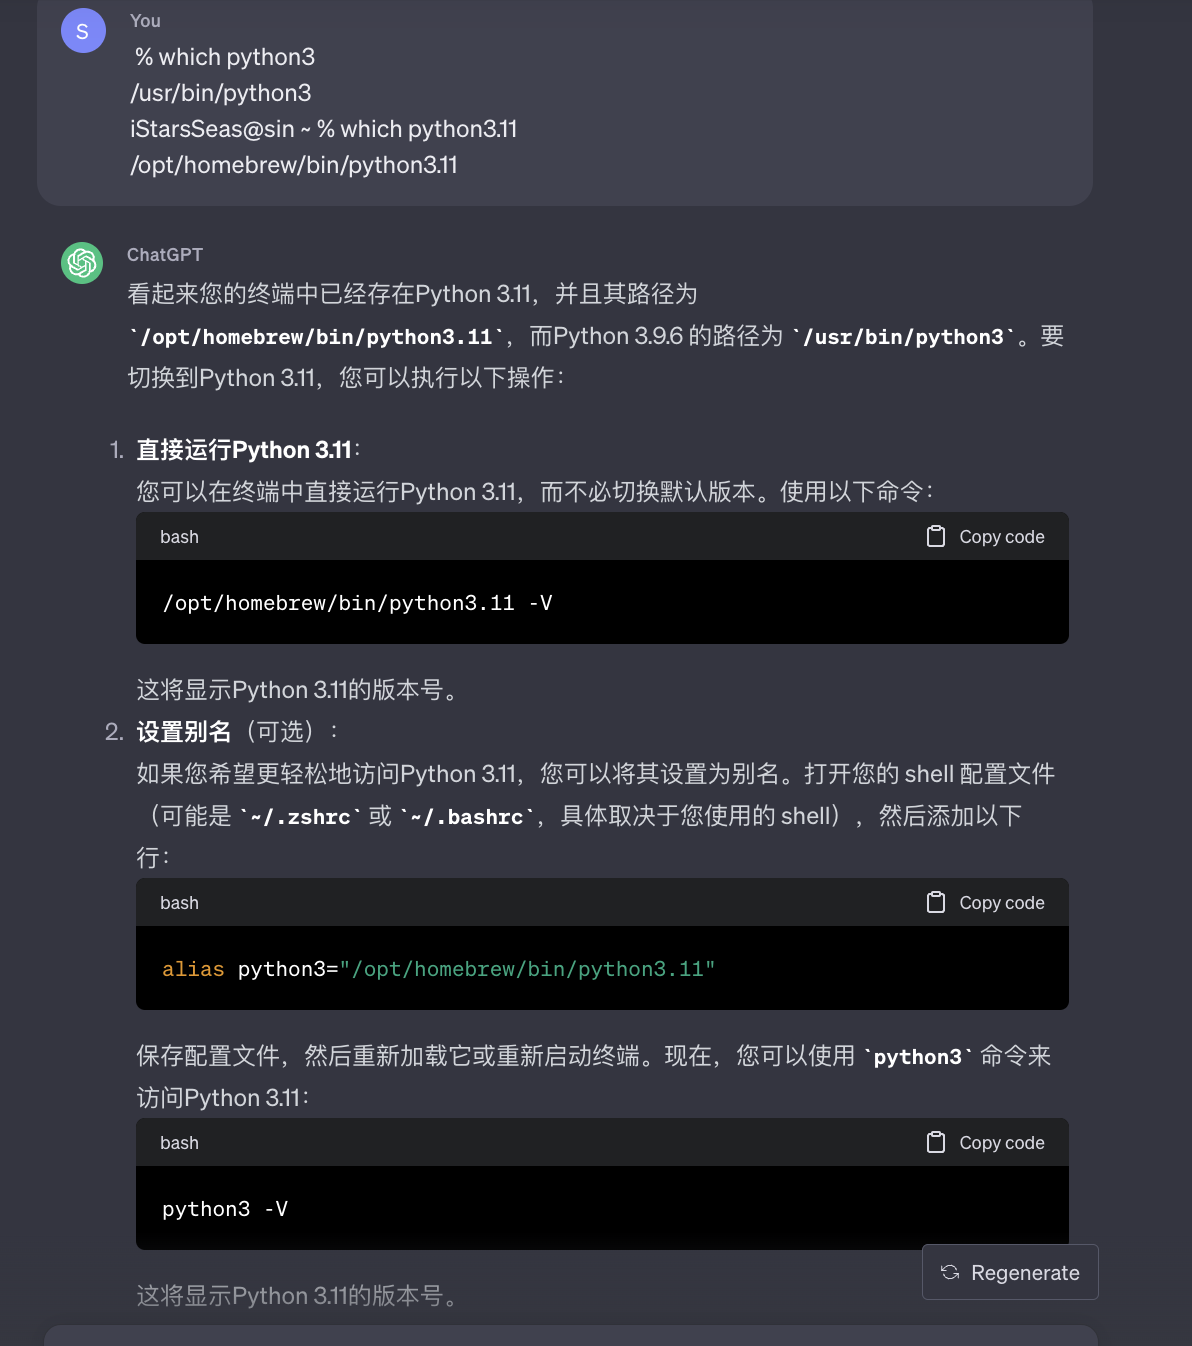 S
You
% which python3
/usr/bin/python3
iStarsSeas@sin ~ % which python3.11
/opt/homebrew/bin/python3.11
ChatGPT
看起来您的终端中已经存在Python 3.11，并且其路径为
`/opt/homebrew/bin/python3.11`，而Python 3.9.6 的路径为 `/usr/bin/python3`。要
切换到Python 3.11，您可以执行以下操作：
1. 直接运行Python 3.11：
您可以在终端中直接运行Python 3.11，而不必切换默认版本。使用以下命令：
bash
Copy code
/opt/homebrew/bin/python3.11 -V
这将显示Python 3.11的版本号。
2. 设置别名（可选）：
如果您希望更轻松地访问Python 3.11，您可以将其设置为别名。打开您的 shell 配置文件
（可能是 `~/.zshrc` 或 `~/.bashrc`，具体取决于您使用的 shell），然后添加以下
行：
bash
Copy code
alias python3="/opt/homebrew/bin/python3.11"
保存配置文件，然后重新加载它或重新启动终端。现在，您可以使用 `python3` 命令来
访问Python 3.11：
bash
Copy code
python3 -V
Regenerate
这将显示Python 3.11的版本号。